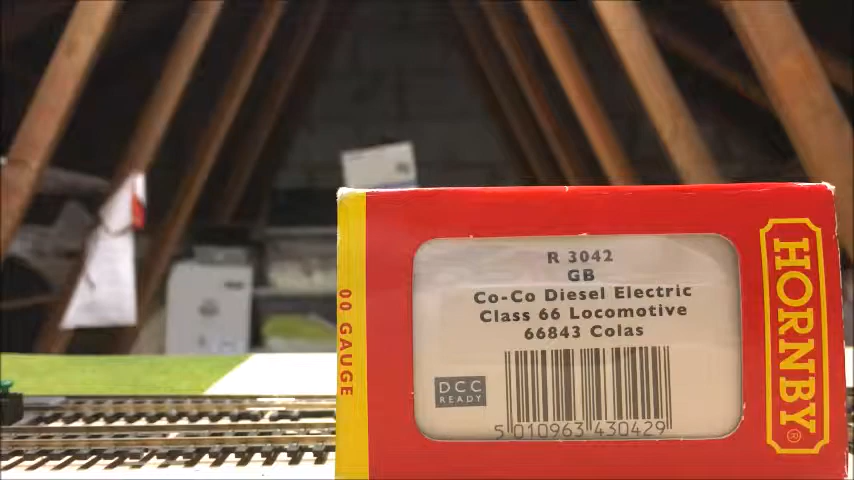 R 3042
GB
Co-Co Diesel Electric
Class 66 Locomotive
66843 Colas
DCC
READY
5 010963 430429
00 GAUGE
HORNBY®